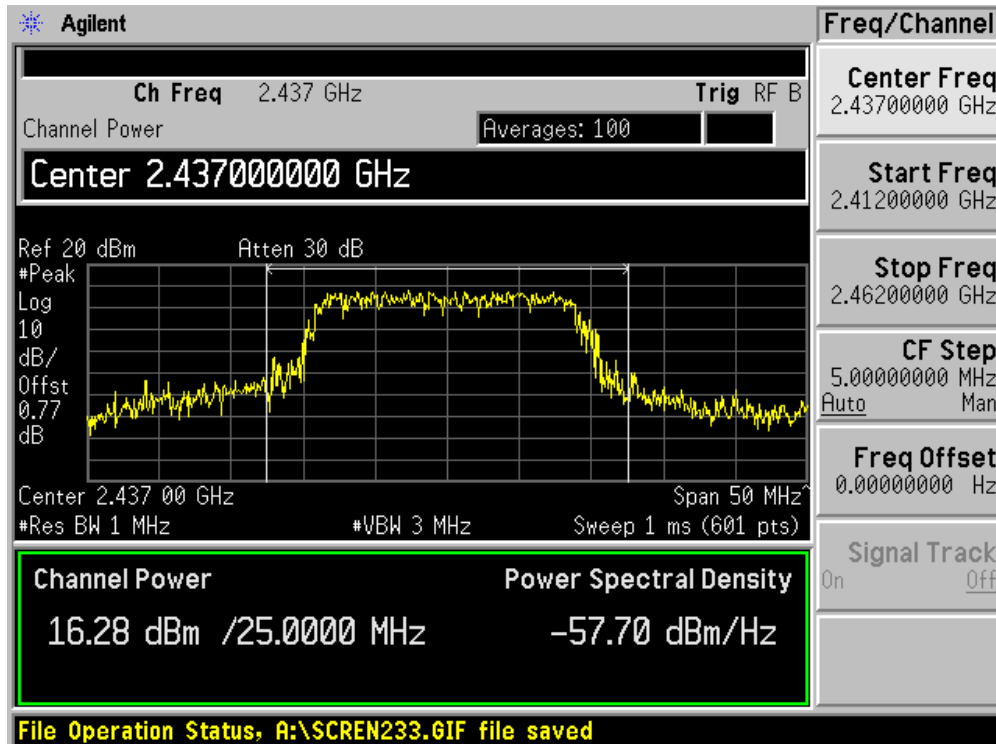 Agilent
Freq/Channel
Ch Freq 2.437 GHz Trig RF B
Channel Power Averages: 100
Center 2.437000000 GHz
Ref 20 dBm Atten 30 dB
#Peak
Log
10
dB/
Offst
0.77
dB
Center 2.437 00 GHz Span 50 MHz^
#Res BW 1 MHz #VBW 3 MHz Sweep 1 ms (601 pts)
Channel Power Power Spectral Density
16.28 dBm /25.0000 MHz -57.70 dBm/Hz
File Operation Status, A:\SCREN233.GIF file saved
Center Freq
2.43700000 GHz
Start Freq
2.41200000 GHz
Stop Freq
2.46200000 GHz
CF Step
5.00000000 MHz
Auto Man
Freq Offset
0.00000000 Hz
Signal Track
On Off